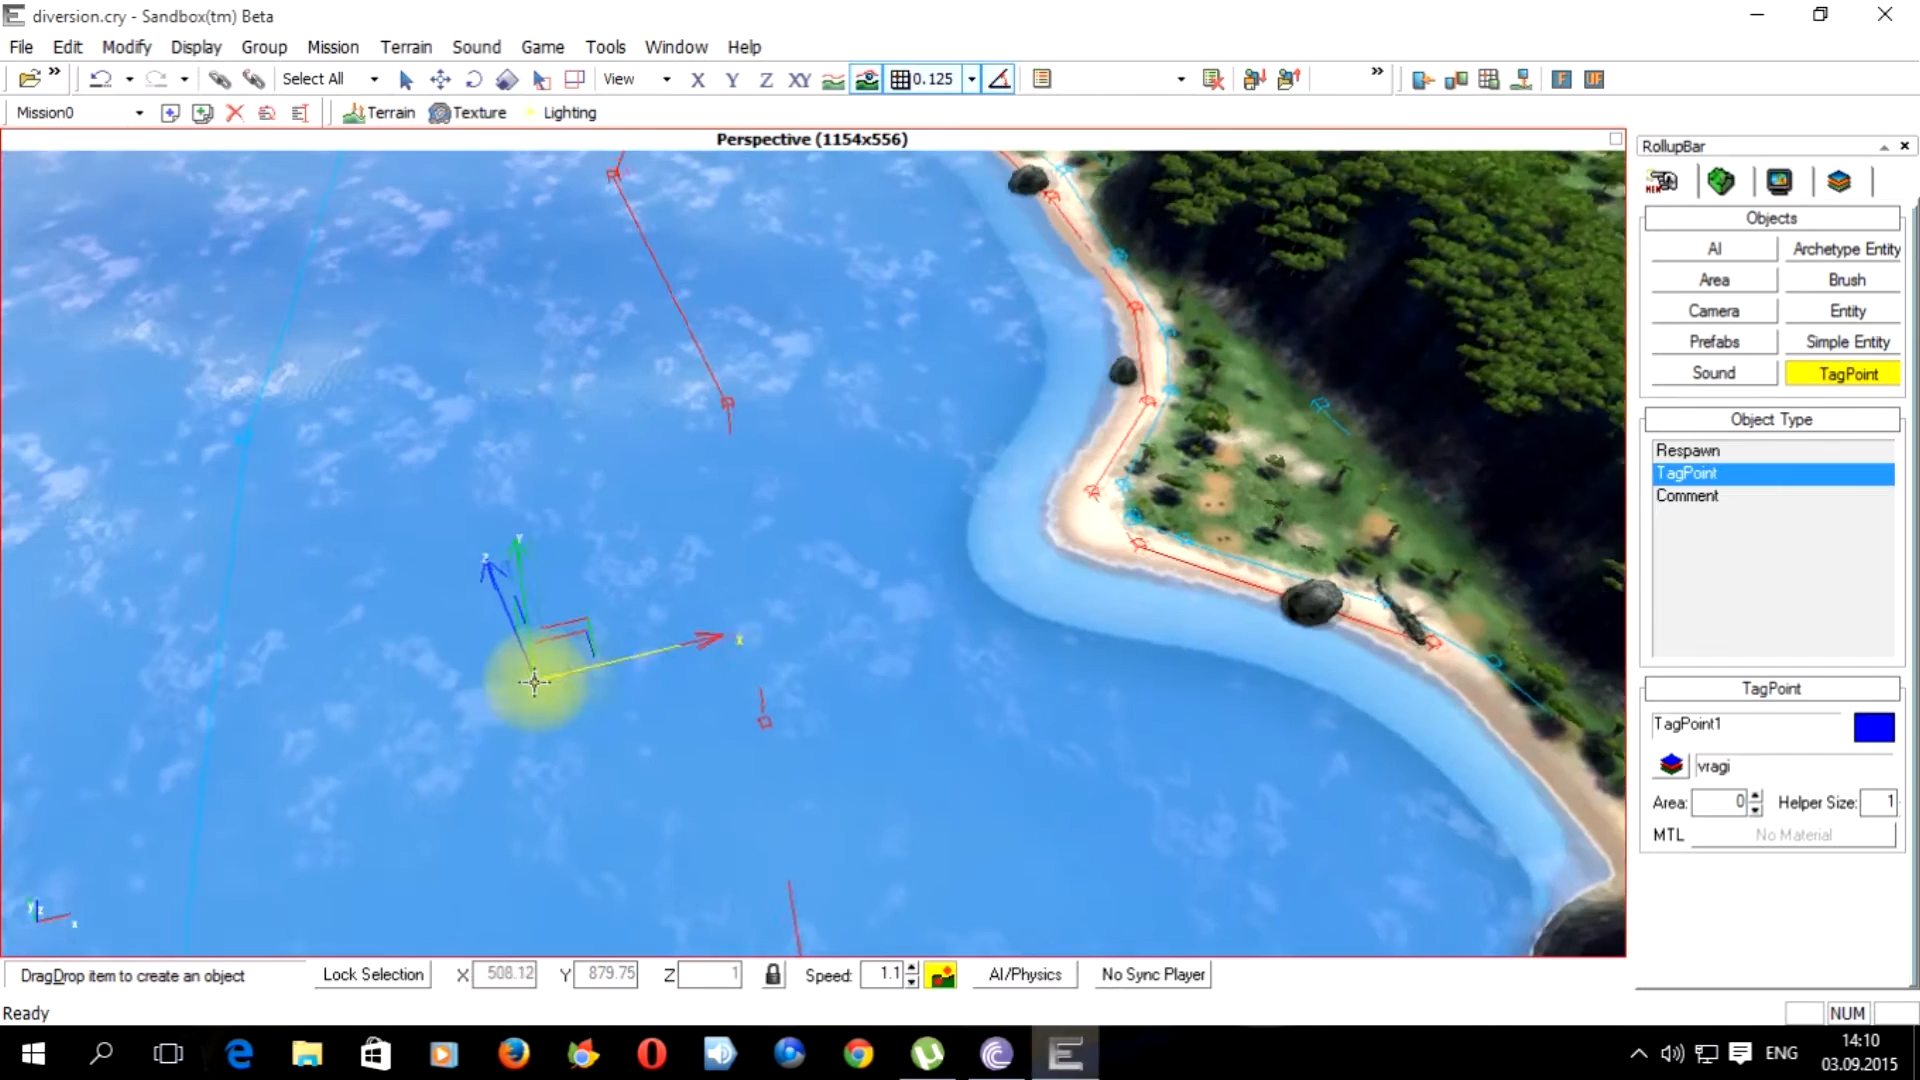 diversion.cry - Sandbox(tm) Beta
File Edit Modify Display Group Mission Terrain Sound Game Tools Window Help
Select All View X Y Z XY 0.125 F UF
Mission0 Terrain Texture Lighting
Perspective (1154x556)
RollupBar
Objects
AI Archetype Entity
Area Brush
Camera Entity
Prefabs Simple Entity
Sound TagPoint
Object Type
Respawn
TagPoint
Comment
TagPoint
TagPoint1
vragi
Area: 0 Helper Size: 1
MTL No Material
DragDrop item to create an object Lock Selection X 508.12 Y 879.75 Z 1 Speed: 1.1 AI/Physics No Sync Player
Ready NUM
ENG 14:10
03.09.2015